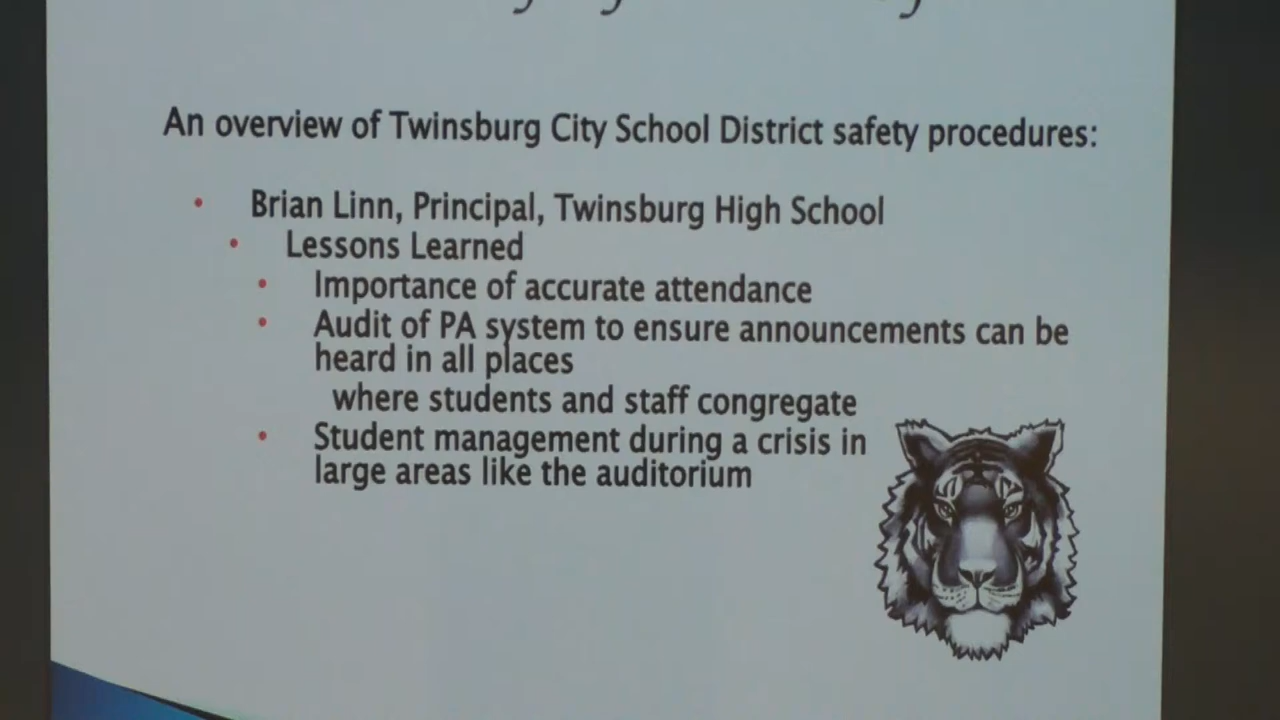 An overview of Twinsburg City School District safety procedures:
• Brian Linn, Principal, Twinsburg High School
• Lessons Learned
• Importance of accurate attendance
• Audit of PA system to ensure announcements can be
heard in all places
where students and staff congregate
• Student management during a crisis in
large areas like the auditorium